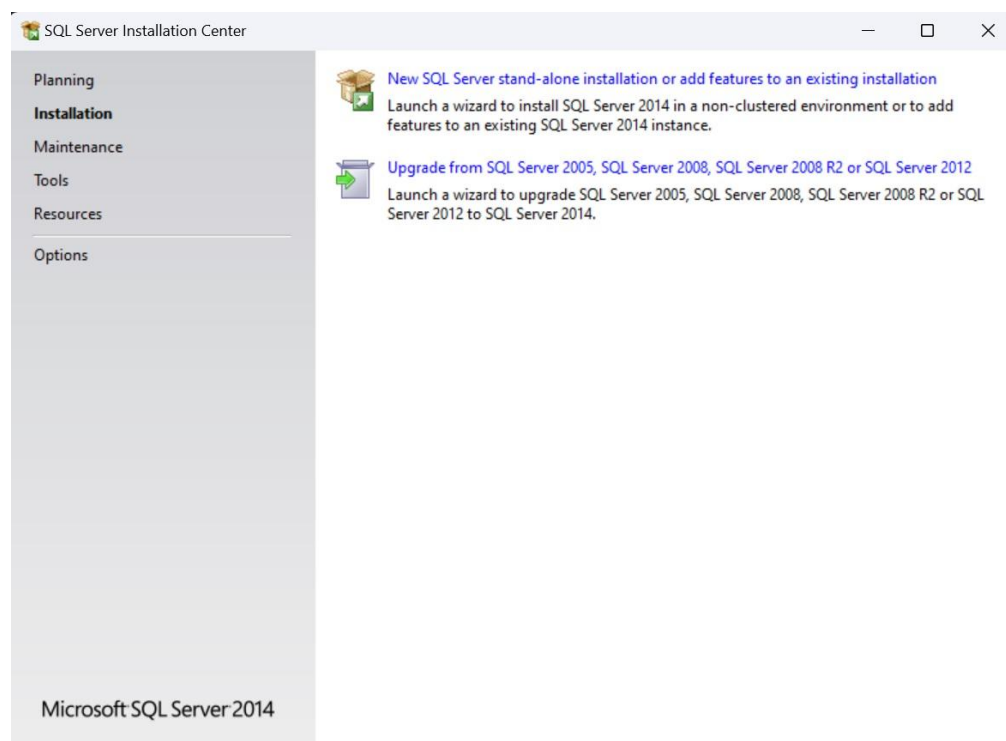 SQL Server Installation Center
Planning
Installation
Maintenance
Tools
Resources
Options
New SQL Server stand-alone installation or add features to an existing installation
Launch a wizard to install SQL Server 2014 in a non-clustered environment or to add
features to an existing SQL Server 2014 instance.
Upgrade from SQL Server 2005, SQL Server 2008, SQL Server 2008 R2 or SQL Server 2012
Launch a wizard to upgrade SQL Server 2005, SQL Server 2008, SQL Server 2008 R2 or SQL
Server 2012 to SQL Server 2014.
Microsoft SQL Server 2014